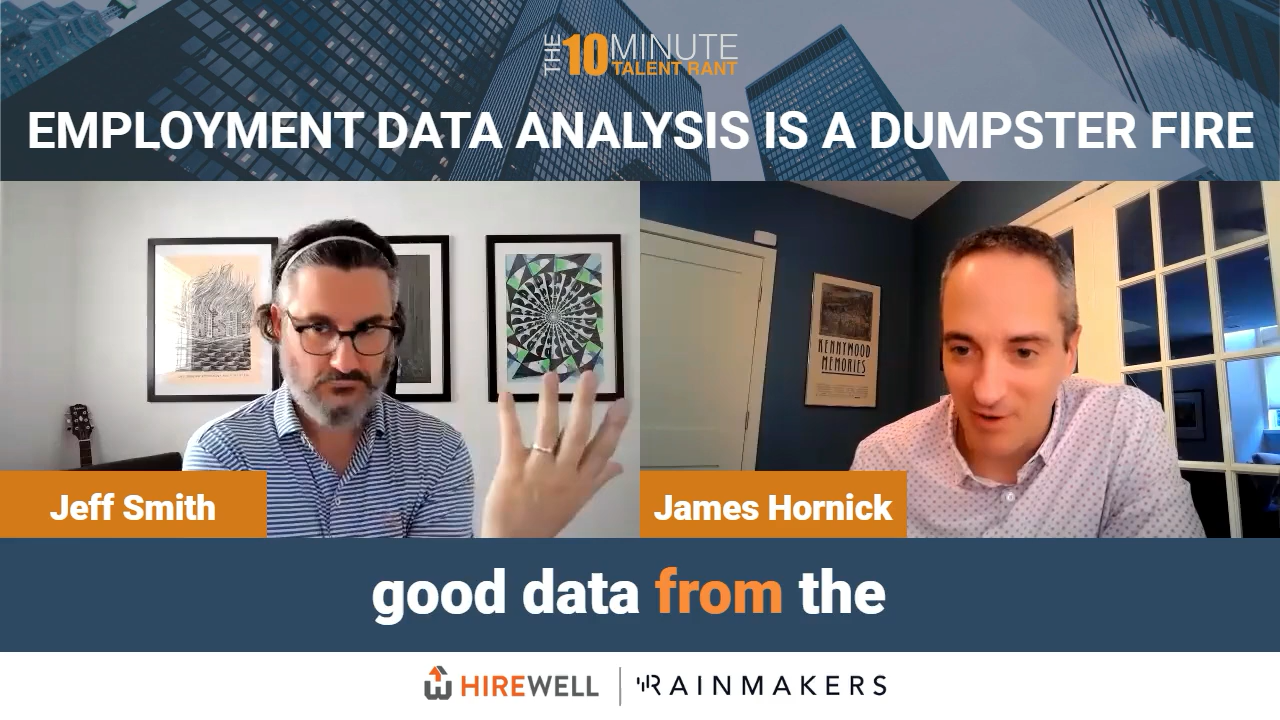 THE 10 MINUTE
TALENT RANT
EMPLOYMENT DATA ANALYSIS IS A DUMPSTER FIRE
KENNYWOOD
MEMORIES
Jeff Smith
James Hornick
good data from the
HIREWELL
RAINMAKERS